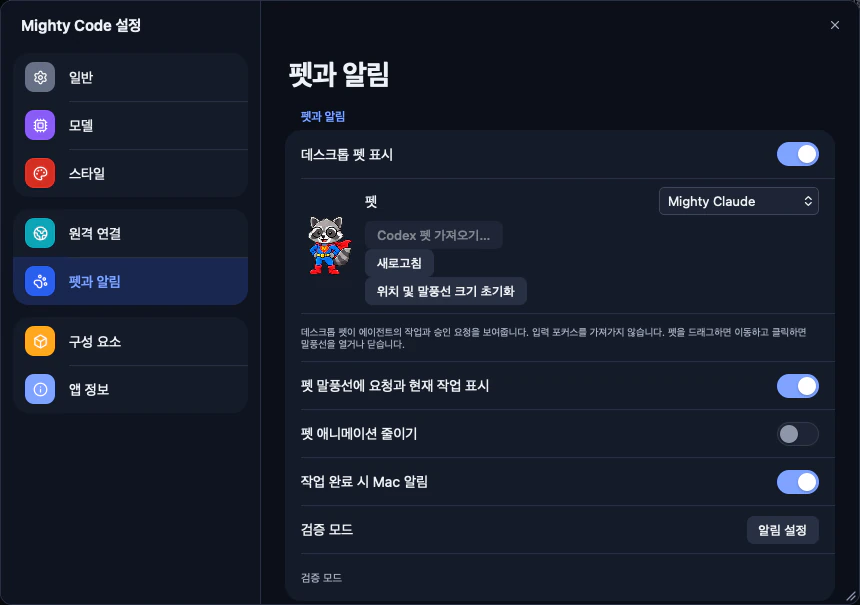 Mighty Code 설정
일반
모델
스타일
원격 연결
펫과 알림
구성 요소
앱 정보
펫과 알림
펫과 알림
데스크톱 펫 표시
펫
Mighty Claude
Codex 펫 가져오기...
새로고침
위치 및 말풍선 크기 초기화
데스크톱 펫이 에이전트의 작업과 승인 요청을 보여줍니다. 입력 포커스를 가져가지 않습니다. 펫을 드래그하면 이동하고 클릭하면
말풍선을 열거나 닫습니다.
펫 말풍선에 요청과 현재 작업 표시
펫 애니메이션 줄이기
작업 완료 시 Mac 알림
검증 모드
알림 설정
검증 모드